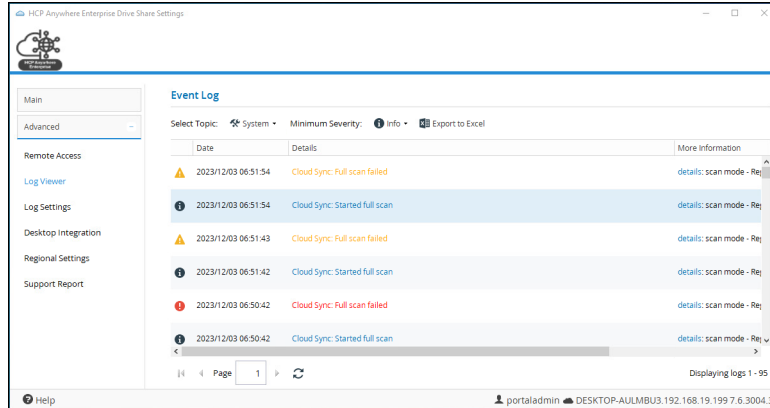 HCP Anywhere Enterprise Drive Share Settings
HCP Anywhere
Enterprise
Main
Advanced
Remote Access
Log Viewer
Log Settings
Desktop Integration
Regional Settings
Support Report
Event Log
Select Topic: System Minimum Severity: Info Export to Excel
Date Details More Information
2023/12/03 06:51:54 Cloud Sync: Full scan failed details: scan mode - Reg
2023/12/03 06:51:54 Cloud Sync: Started full scan details: scan mode - Reg
2023/12/03 06:51:43 Cloud Sync: Full scan failed details: scan mode - Reg
2023/12/03 06:51:42 Cloud Sync: Started full scan details: scan mode - Reg
2023/12/03 06:50:42 Cloud Sync: Full scan failed details: scan mode - Reg
2023/12/03 06:50:42 Cloud Sync: Started full scan details: scan mode - Reg
Page 1 Displaying logs 1 - 95
Help portaladmin DESKTOP-AULMBU3.192.168.19.199 7.6.3004.